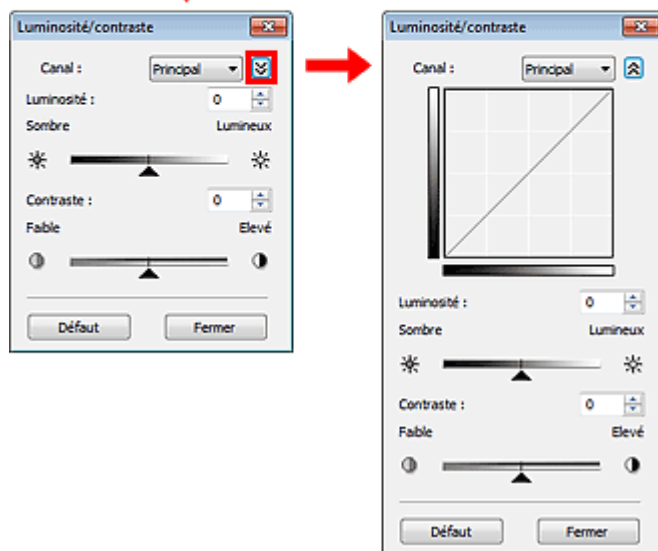 Luminosité/contraste
Canal : Principal
Luminosité : 0
Sombre Lumineux
Contraste : 0
Faible Elevé
Défaut Fermer
Luminosité/contraste
Canal : Principal
Luminosité : 0
Sombre Lumineux
Contraste : 0
Faible Elevé
Défaut Fermer